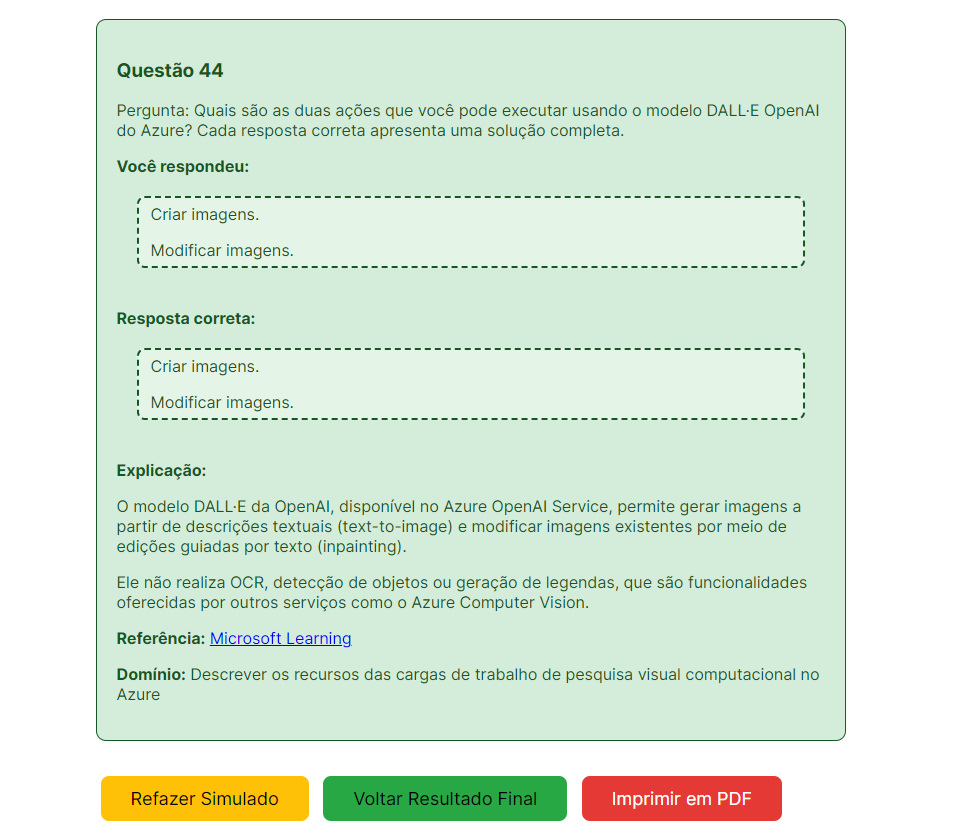 Questão 44
Pergunta: Quais são as duas ações que você pode executar usando o modelo DALL·E OpenAI
do Azure? Cada resposta correta apresenta uma solução completa.
Você respondeu:
Criar imagens.
Modificar imagens.
Resposta correta:
Criar imagens.
Modificar imagens.
Explicação:
O modelo DALL·E da OpenAI, disponível no Azure OpenAI Service, permite gerar imagens a
partir de descrições textuais (text-to-image) e modificar imagens existentes por meio de
edições guiadas por texto (inpainting).
Ele não realiza OCR, detecção de objetos ou geração de legendas, que são funcionalidades
oferecidas por outros serviços como o Azure Computer Vision.
Referência: Microsoft Learning
Domínio: Descrever os recursos das cargas de trabalho de pesquisa visual computacional no
Azure
Refazer Simulado Voltar Resultado Final Imprimir em PDF